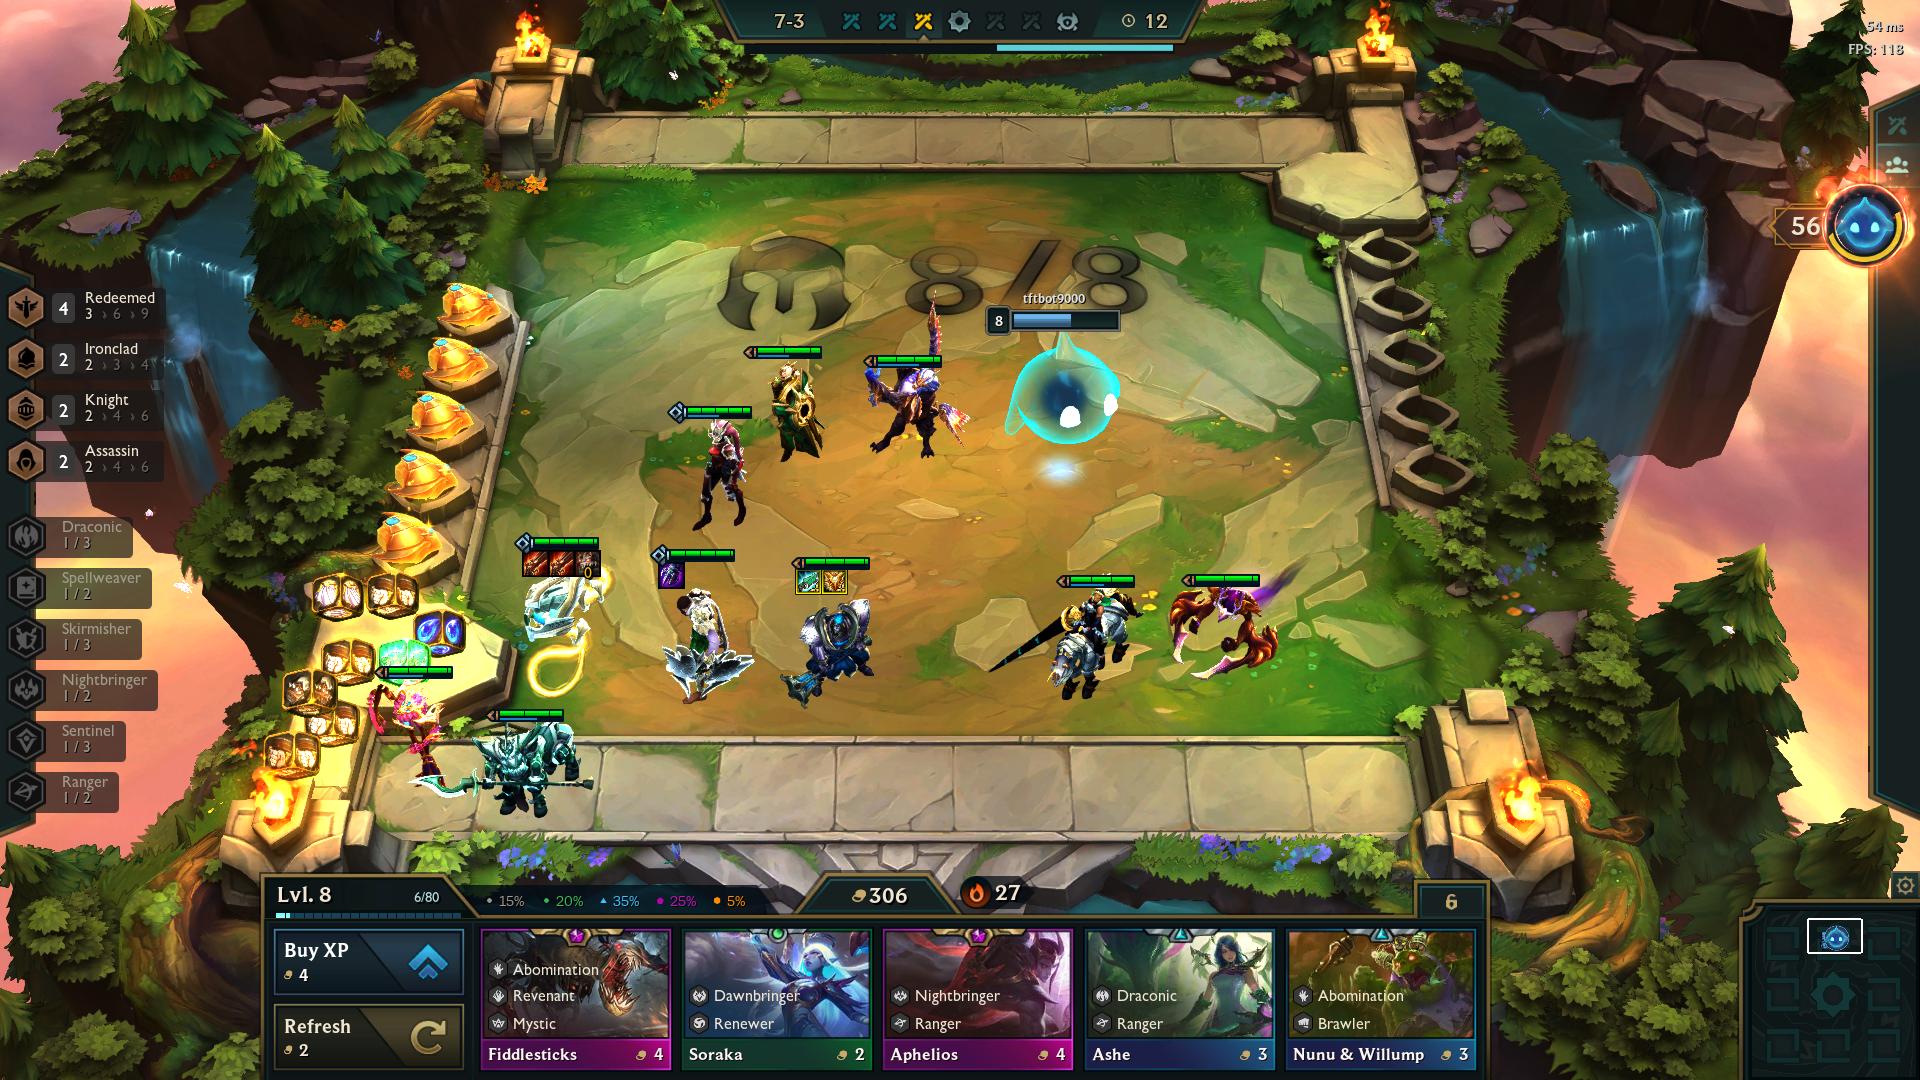 7-3
12
54 ms
FPS: 118
8/8
56
tftbot9000
8
4 Redeemed
3 › 6 › 9
2 Ironclad
2 › 3 › 4
2 Knight
2 › 4 › 6
2 Assassin
2 › 4 › 6
Draconic
1 / 3
Spellweaver
1 / 2
Skirmisher
1 / 3
Nightbringer
1 / 2
Sentinel
1 / 3
Ranger
1 / 2
0
Lvl. 8
6/80
15% 20% 35% 25% 5%
306
27
6
Buy XP
4
Refresh
2
Abomination
Revenant
Mystic
Fiddlesticks 4
Dawnbringer
Renewer
Soraka 2
Nightbringer
Ranger
Aphelios 4
Draconic
Ranger
Ashe 3
Abomination
Brawler
Nunu & Willump 3